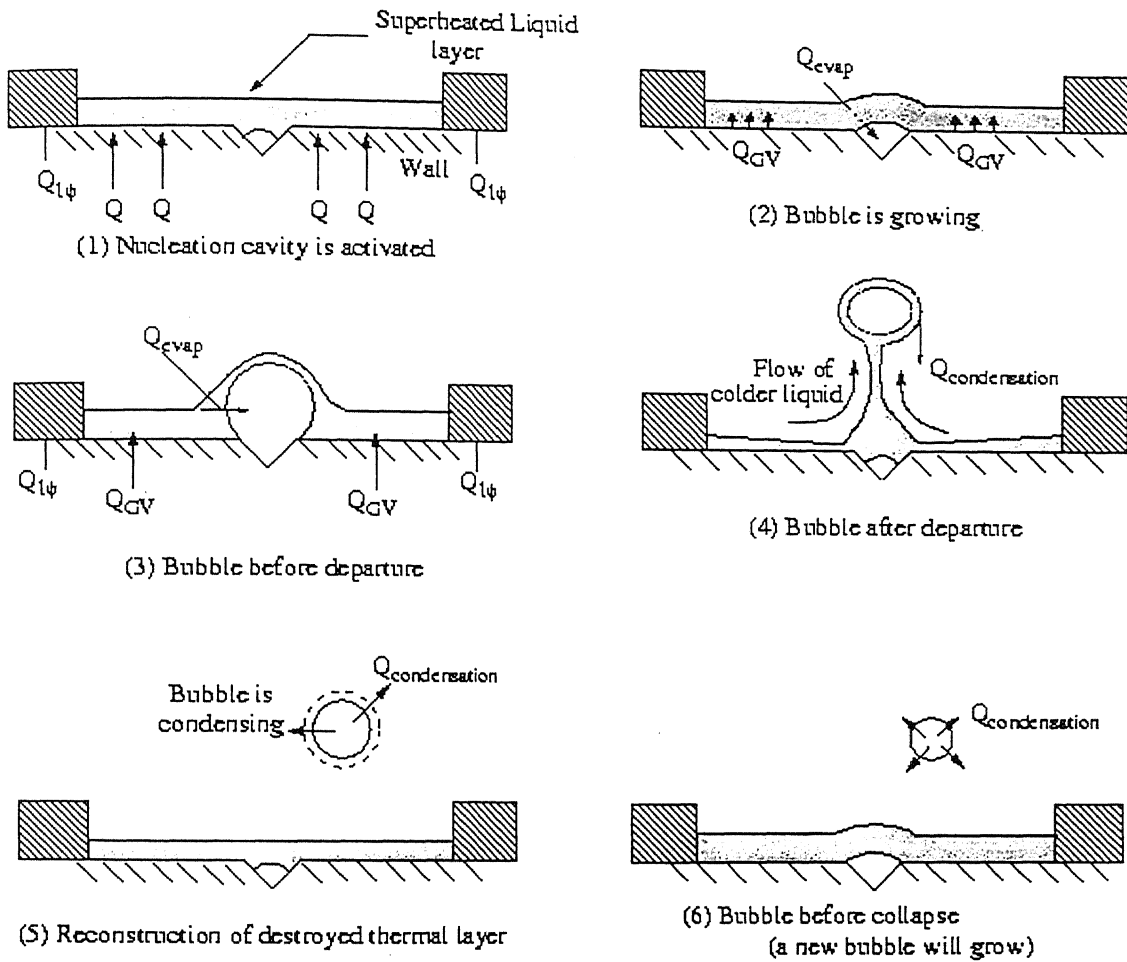 Superheated Liquid
layer
Wall
Q1ϕ
Q
Q
Q
Q
Q1ϕ
(1) Nucleation cavity is activated
Qevap
QGV
QGV
(2) Bubble is growing
Qevap
Q1ϕ
QGV
QGV
Q1ϕ
(3) Bubble before departure
Flow of
colder liquid
Qcondensation
(4) Bubble after departure
Bubble is
condensing
Qcondensation
(5) Reconstruction of destroyed thermal layer
Qcondensation
(6) Bubble before collapse
(a new bubble will grow)